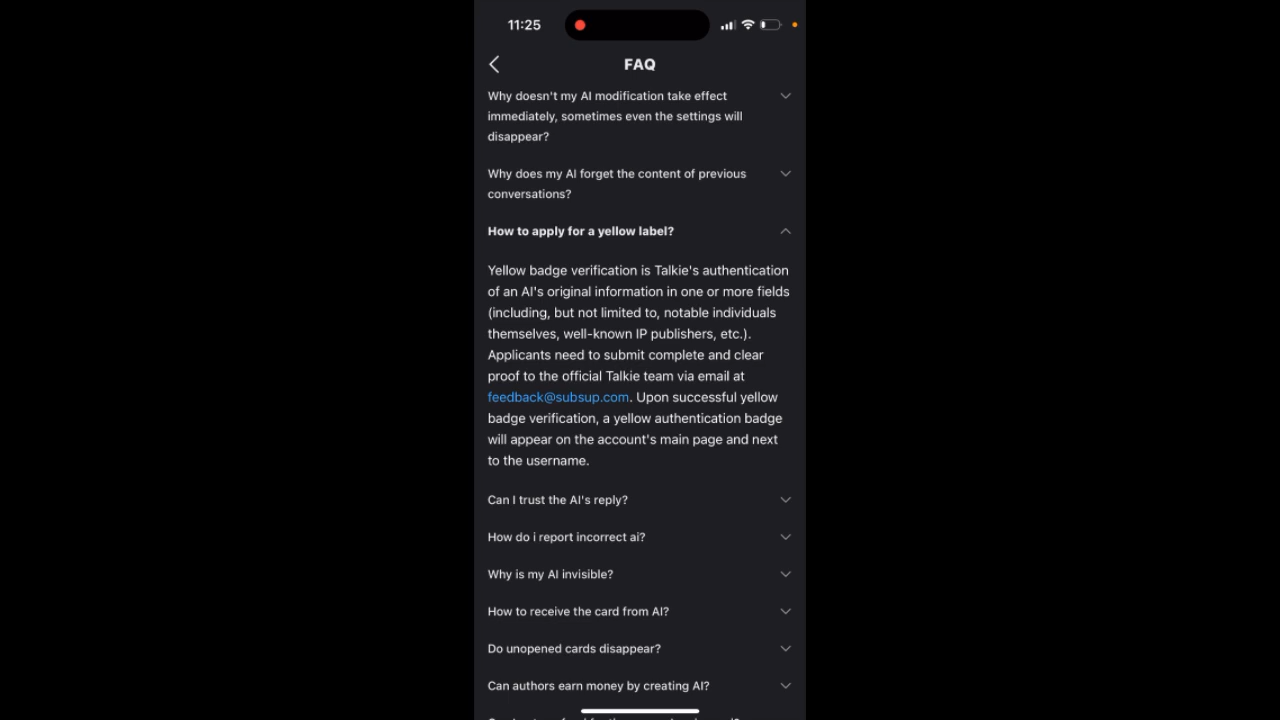 11:25
FAQ
Why doesn't my AI modification take effect
immediately, sometimes even the settings will
disappear?
Why does my AI forget the content of previous
conversations?
How to apply for a yellow label?
Yellow badge verification is Talkie's authentication
of an AI's original information in one or more fields
(including, but not limited to, notable individuals
themselves, well-known IP publishers, etc.).
Applicants need to submit complete and clear
proof to the official Talkie team via email at
feedback@subsup.com. Upon successful yellow
badge verification, a yellow authentication badge
will appear on the account's main page and next
to the username.
Can I trust the AI's reply?
How do i report incorrect ai?
Why is my AI invisible?
How to receive the card from AI?
Do unopened cards disappear?
Can authors earn money by creating AI?